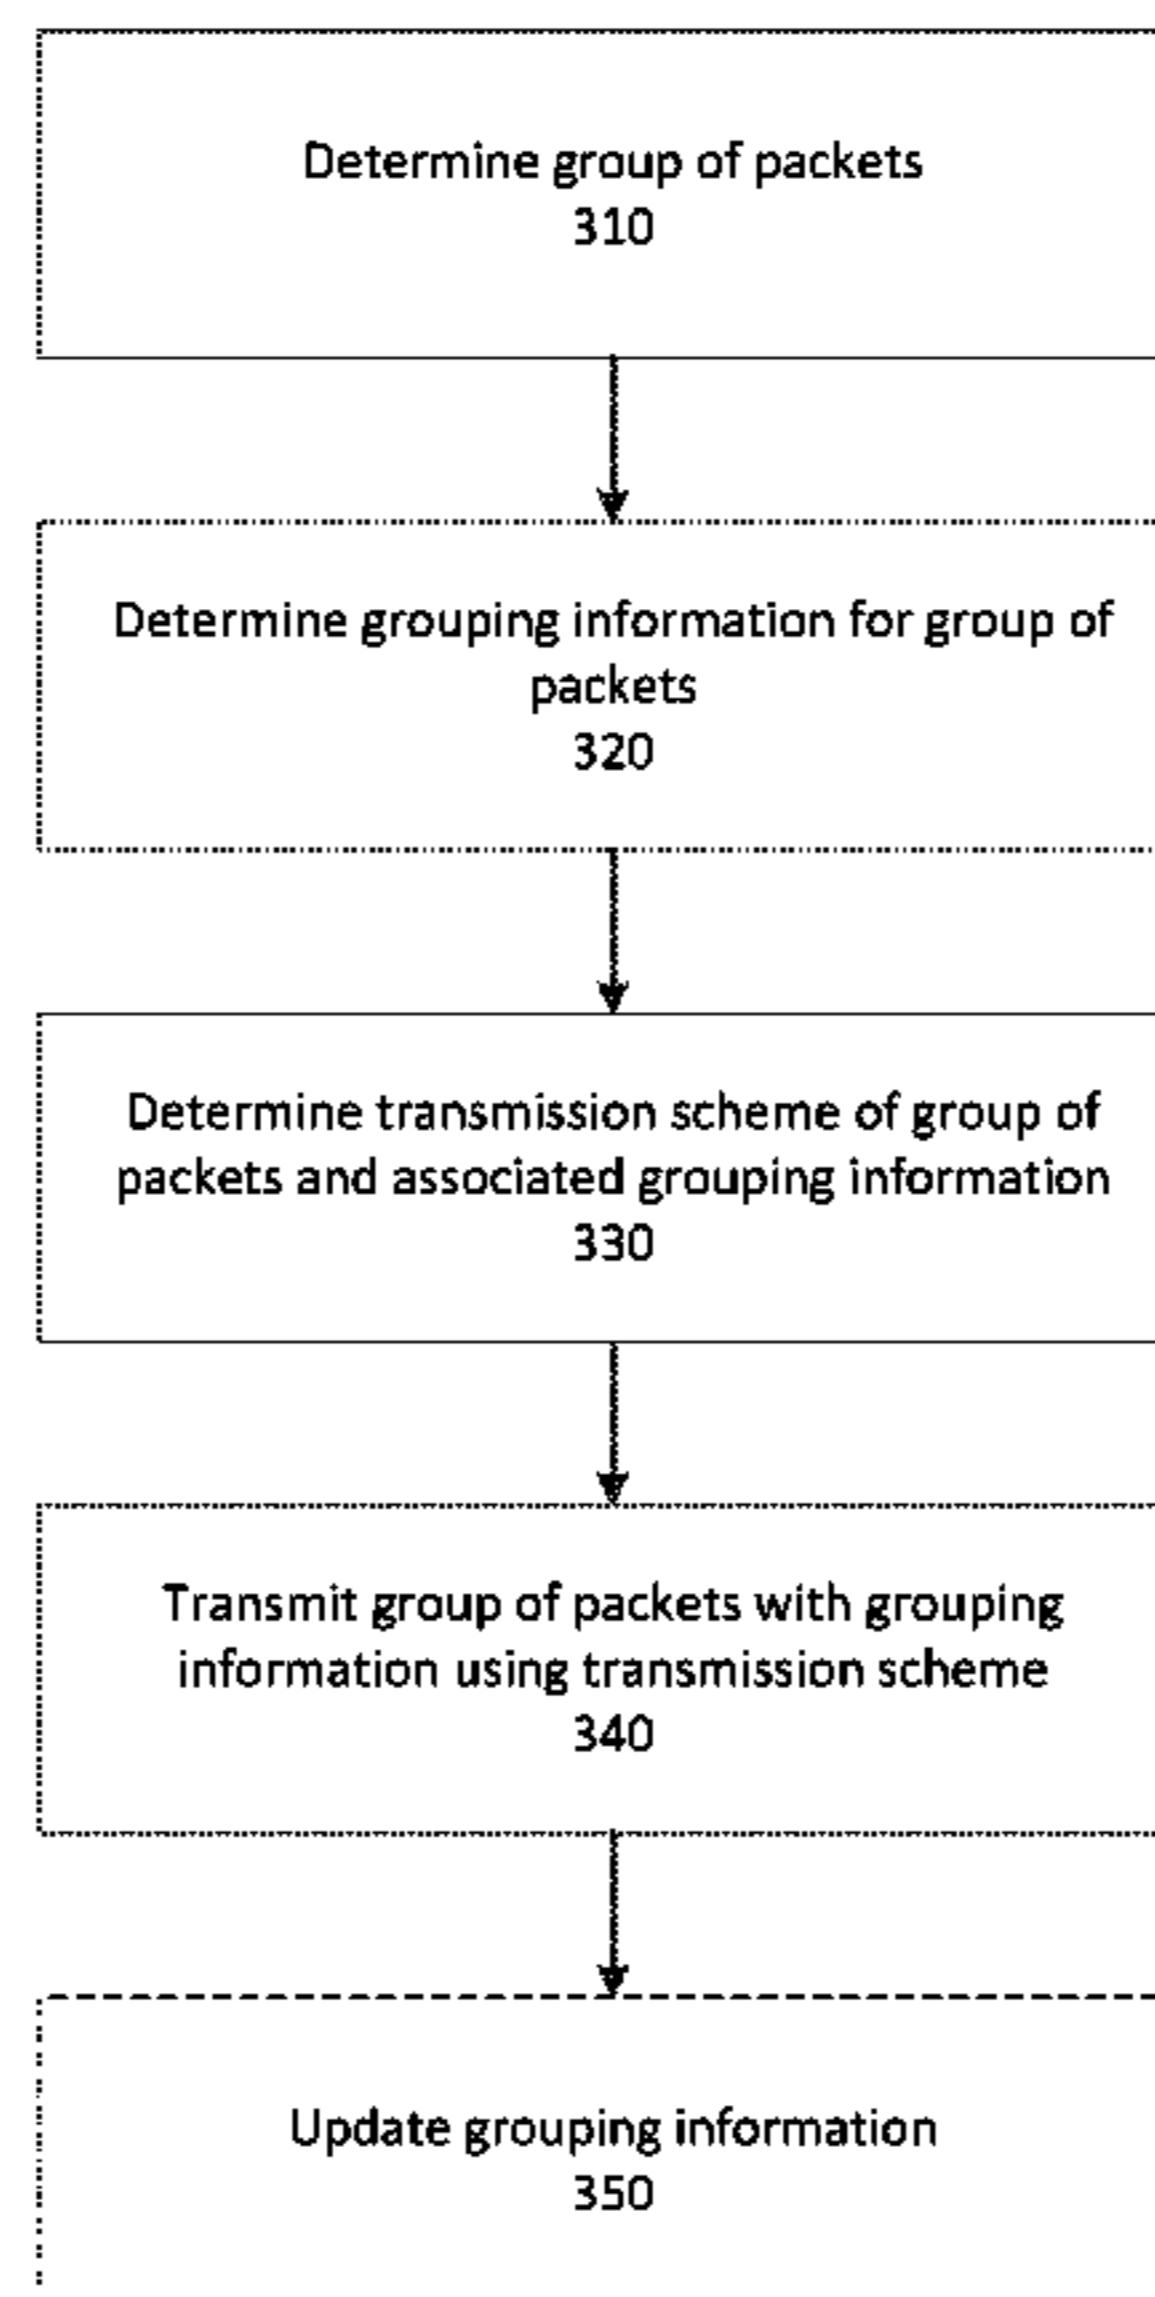 Determine group of packets
310
Determine grouping information for group of
packets
320
Determine transmission scheme of group of
packets and associated grouping information
330
Transmit group of packets with grouping
information using transmission scheme
340
Update grouping information
350